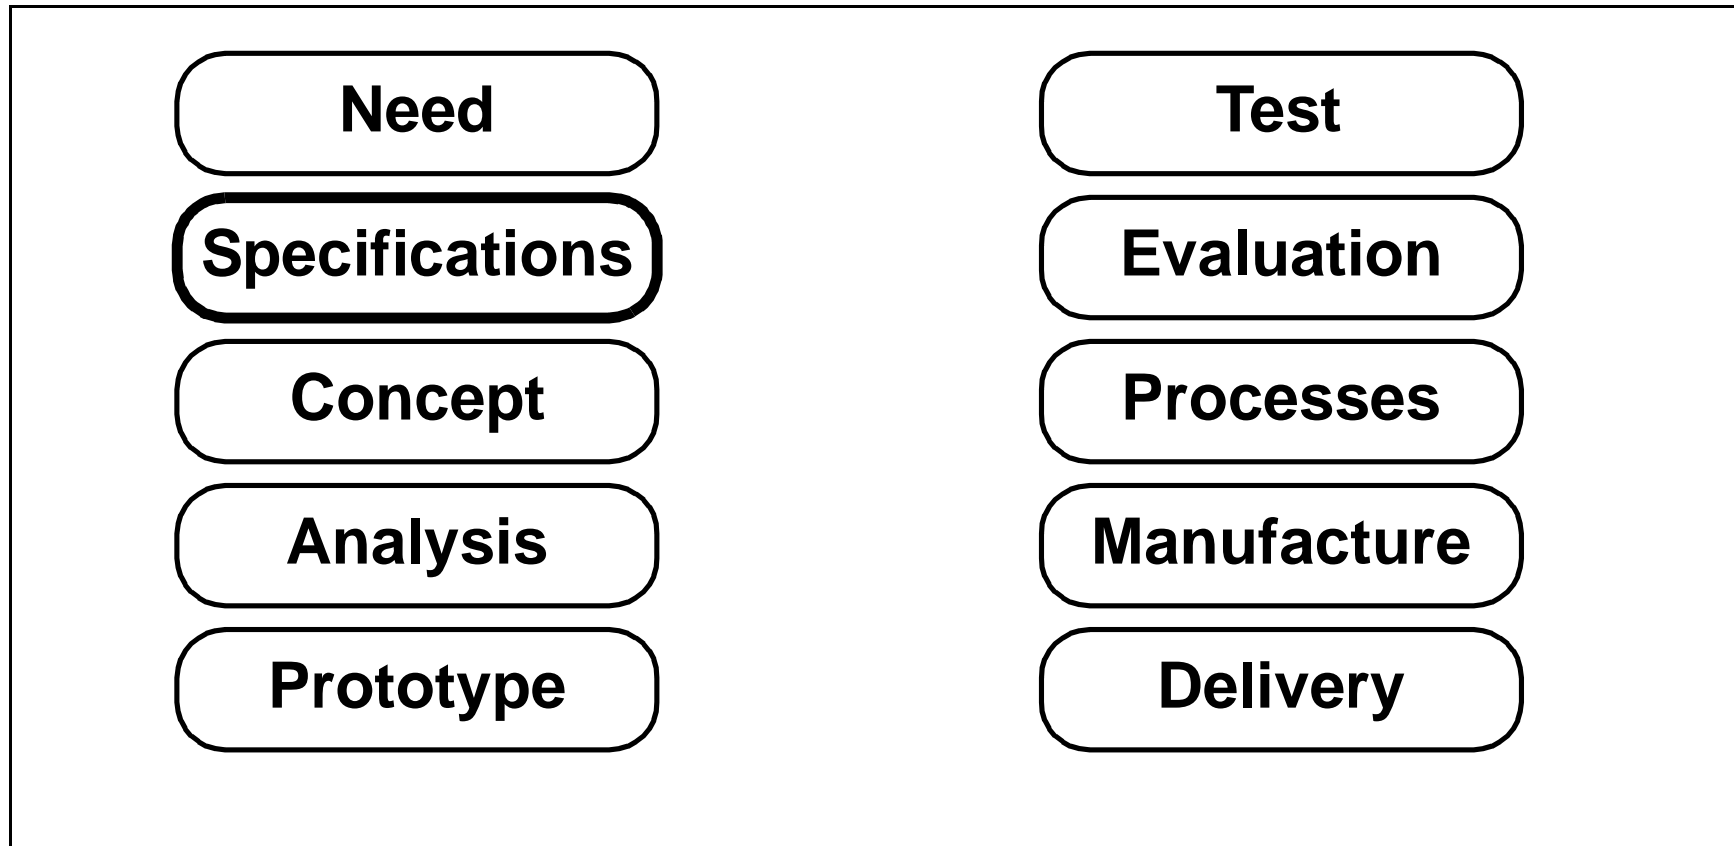 Need
Specifications
Concept
Analysis
Prototype
Test
Evaluation
Processes
Manufacture
Delivery